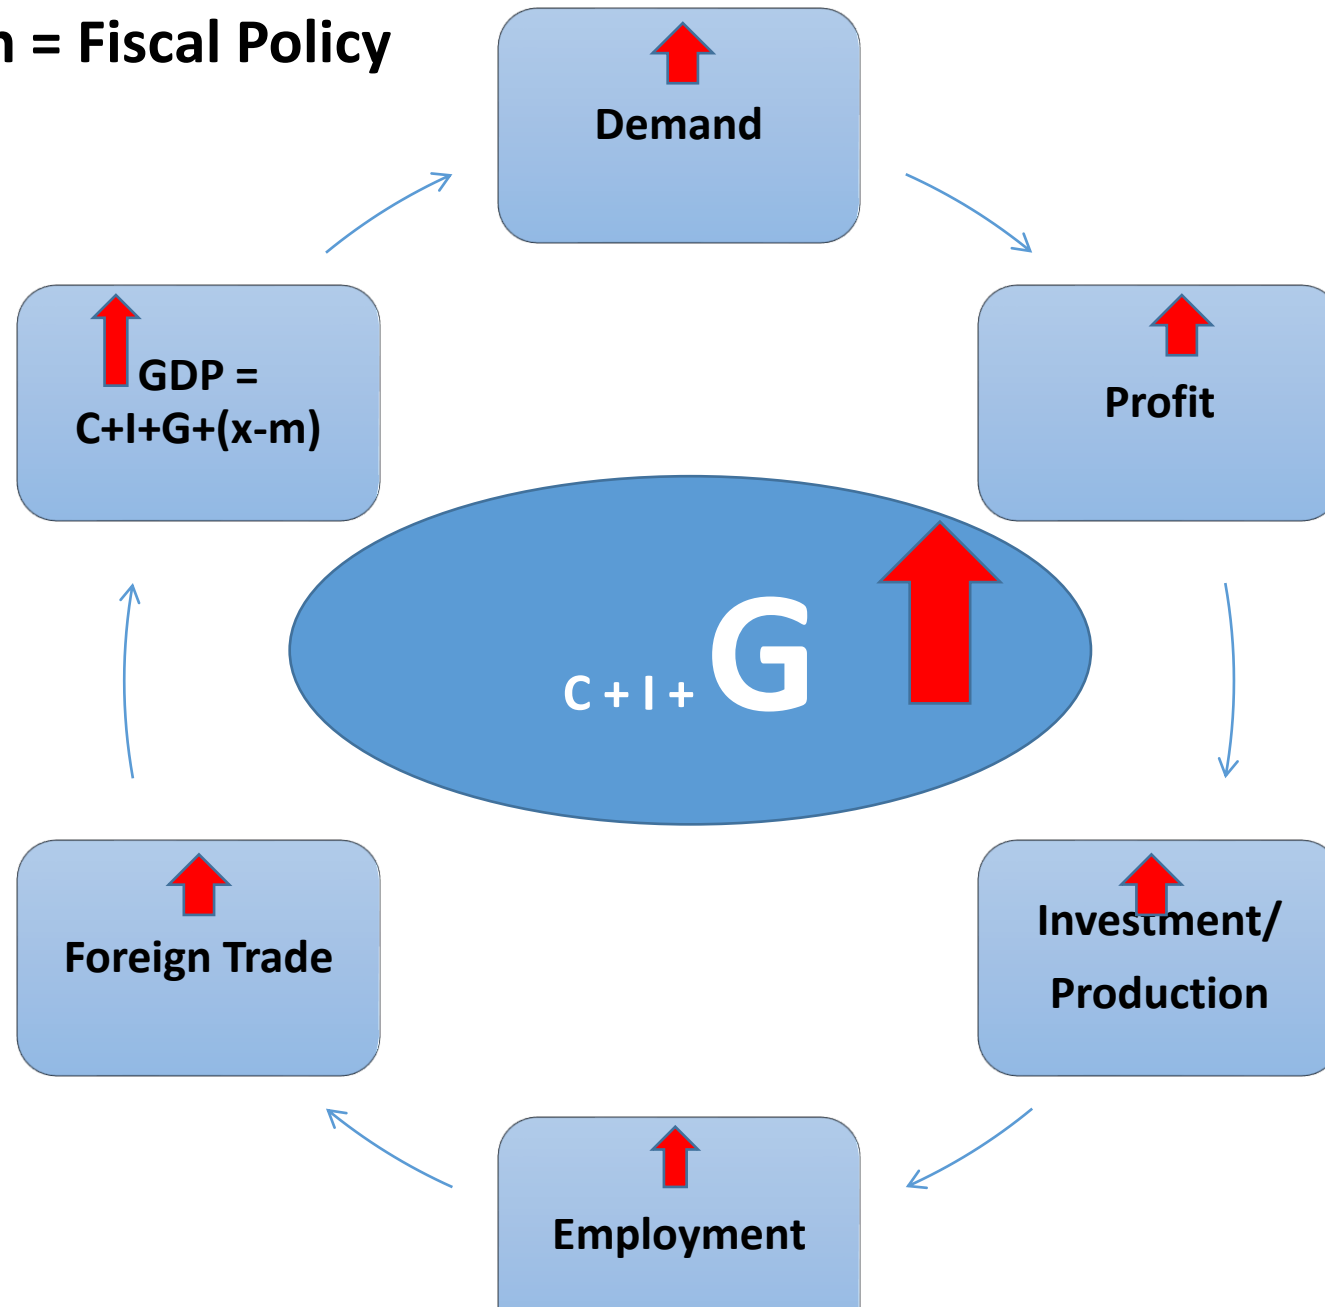 n = Fiscal Policy
Demand
Profit
Investment/
Production
Employment
Foreign Trade
GDP =
C+I+G+(x-m)
C + I + G